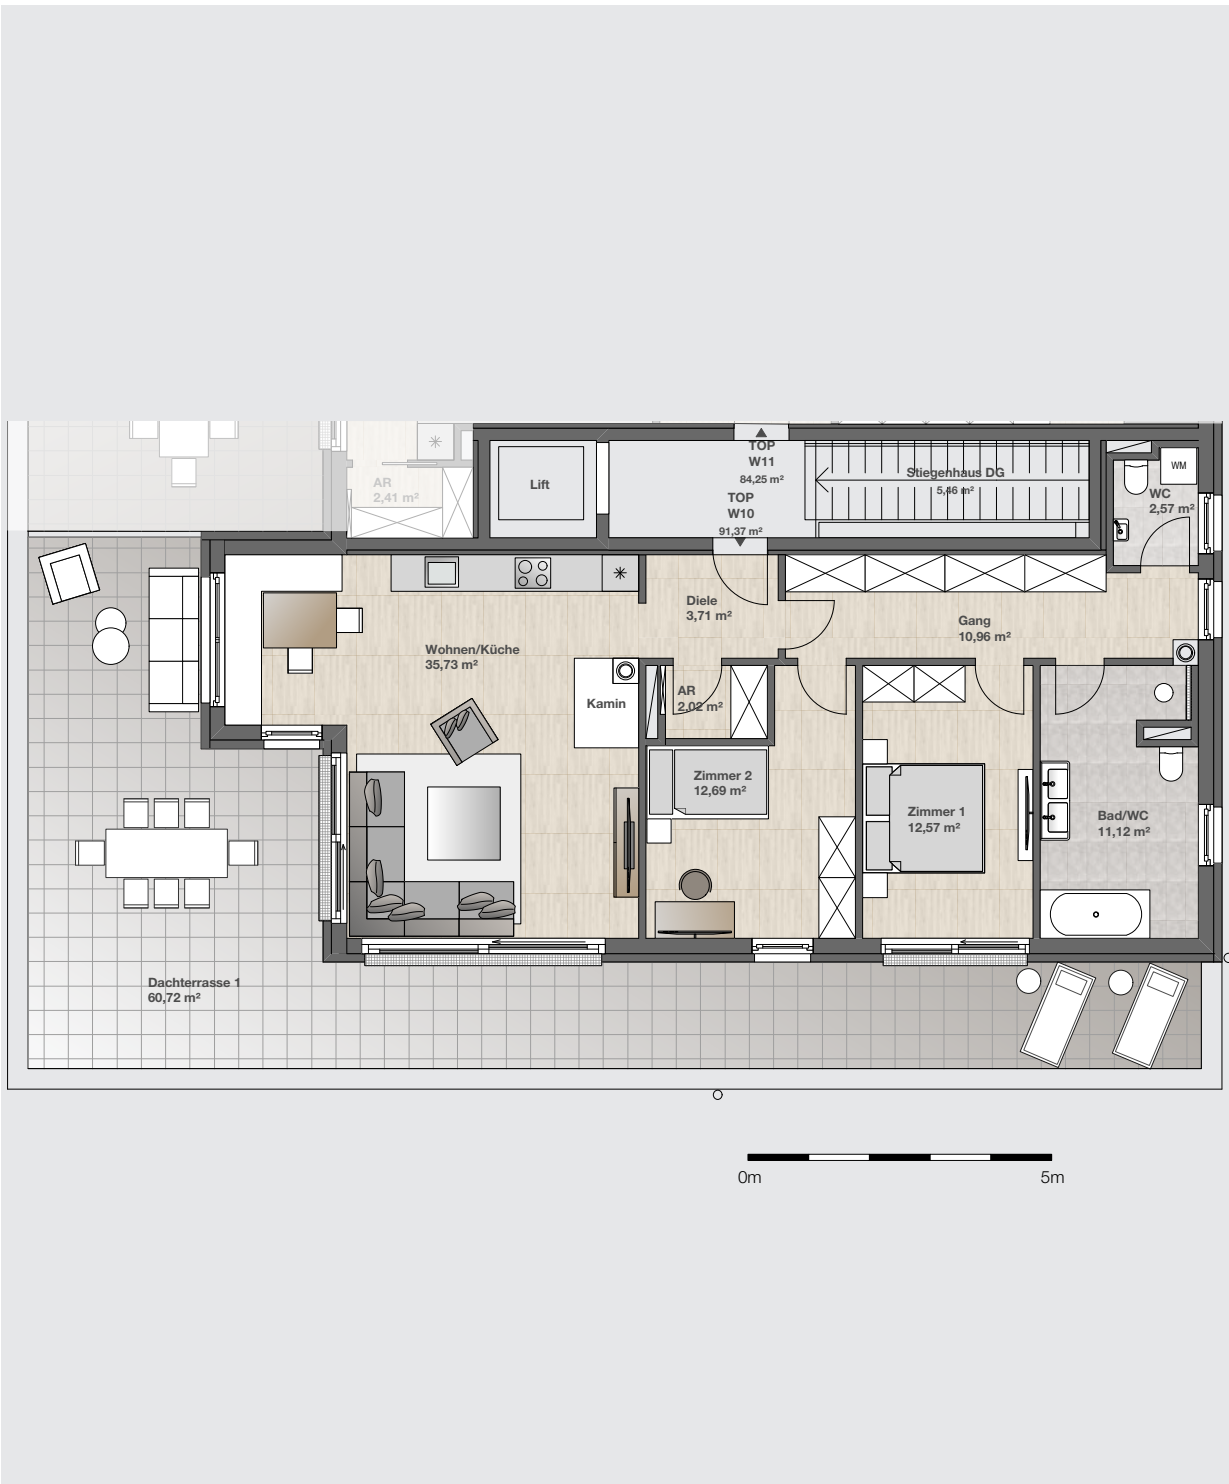 AR
2,41 m²
Lift
TOP
W11
84,25 m²
TOP
W10
91,37 m²
Stiegenhaus DG
5,46 m²
WM
WC
2,57 m²
Diele
3,71 m²
Gang
10,96 m²
Wohnen/Küche
35,73 m²
AR
2,02 m²
Kamin
Zimmer 2
12,69 m²
Zimmer 1
12,57 m²
Bad/WC
11,12 m²
Dachterrasse 1
60,72 m²
0m
5m